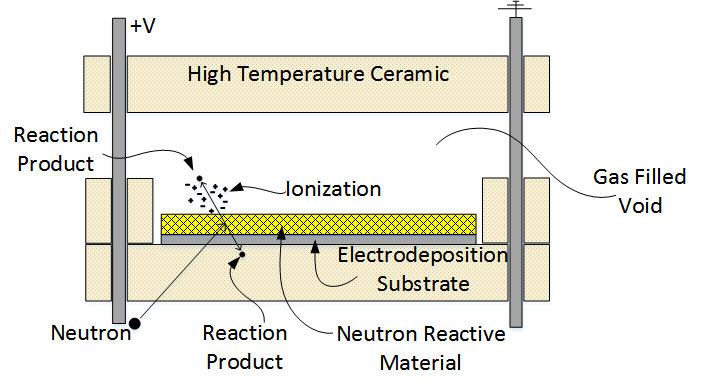 +V
High Temperature Ceramic
Reaction
Product
Ionization
Gas Filled
Void
Electrodeposition
Substrate
Neutron
Reaction
Product
Neutron Reactive
Material